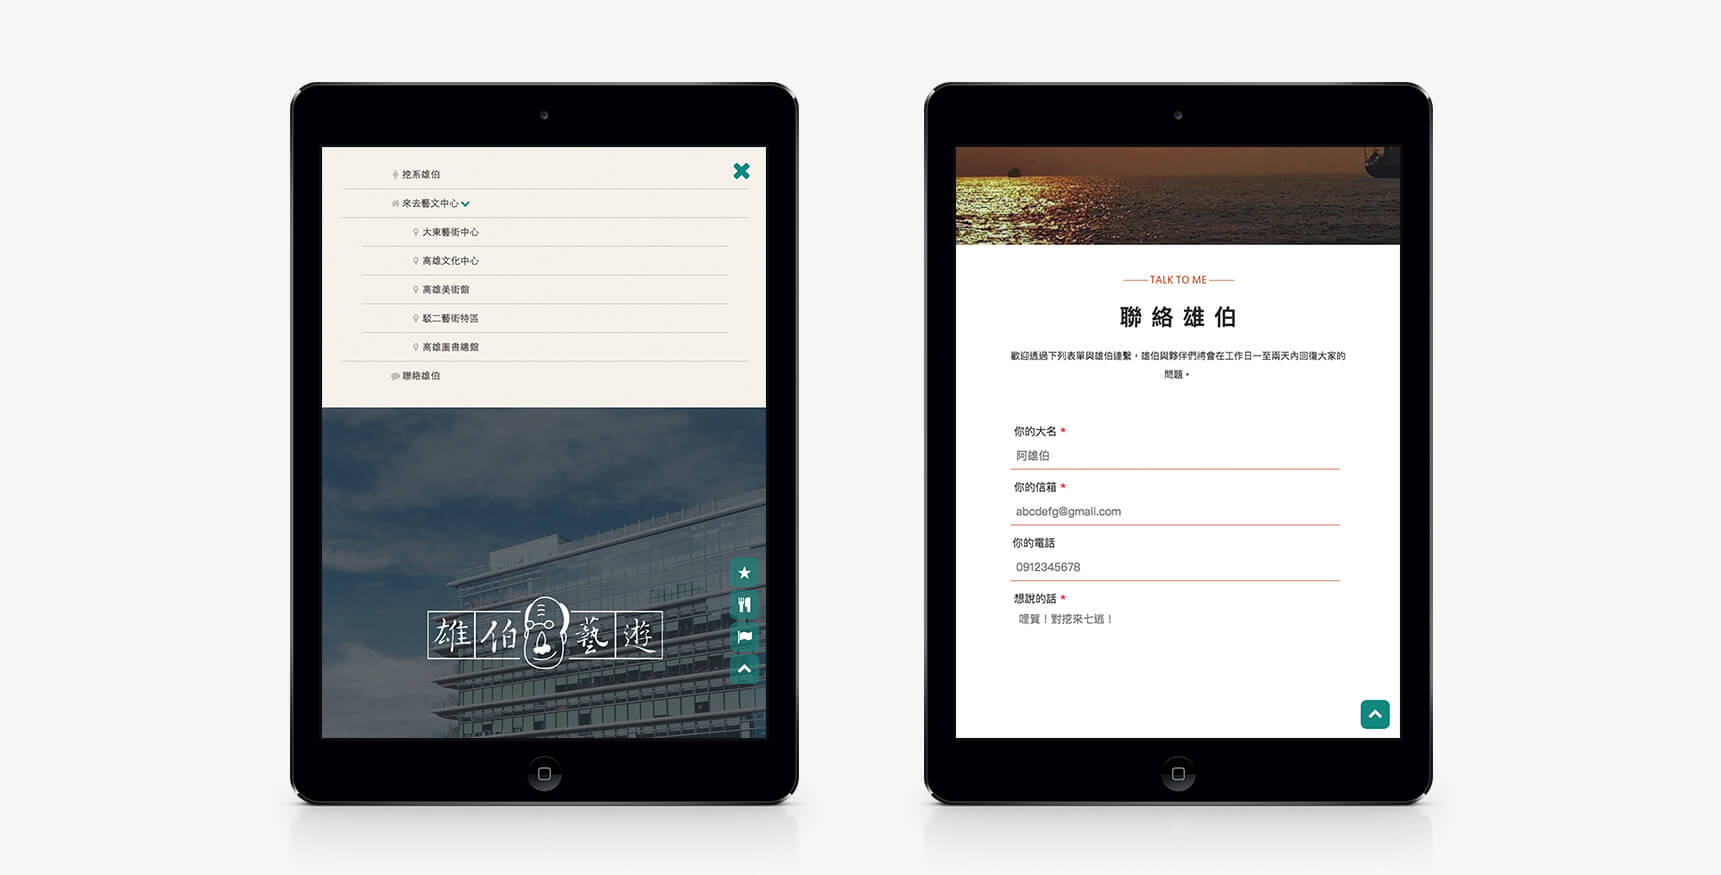 挖系雄伯
來去藝文中心
大東藝術中心
高雄文化中心
高雄美術館
駁二藝術特區
高雄圖書總館
聯絡雄伯
雄伯藝遊
TALK TO ME
聯絡雄伯
歡迎透過下列表單與雄伯連繫，雄伯與夥伴們將會在工作日一至兩天內回復大家的
問題。
你的大名 *
阿雄伯
你的信箱 *
abcdefg@gmail.com
你的電話
0912345678
想說的話 *
哩賀！對挖來七逃！